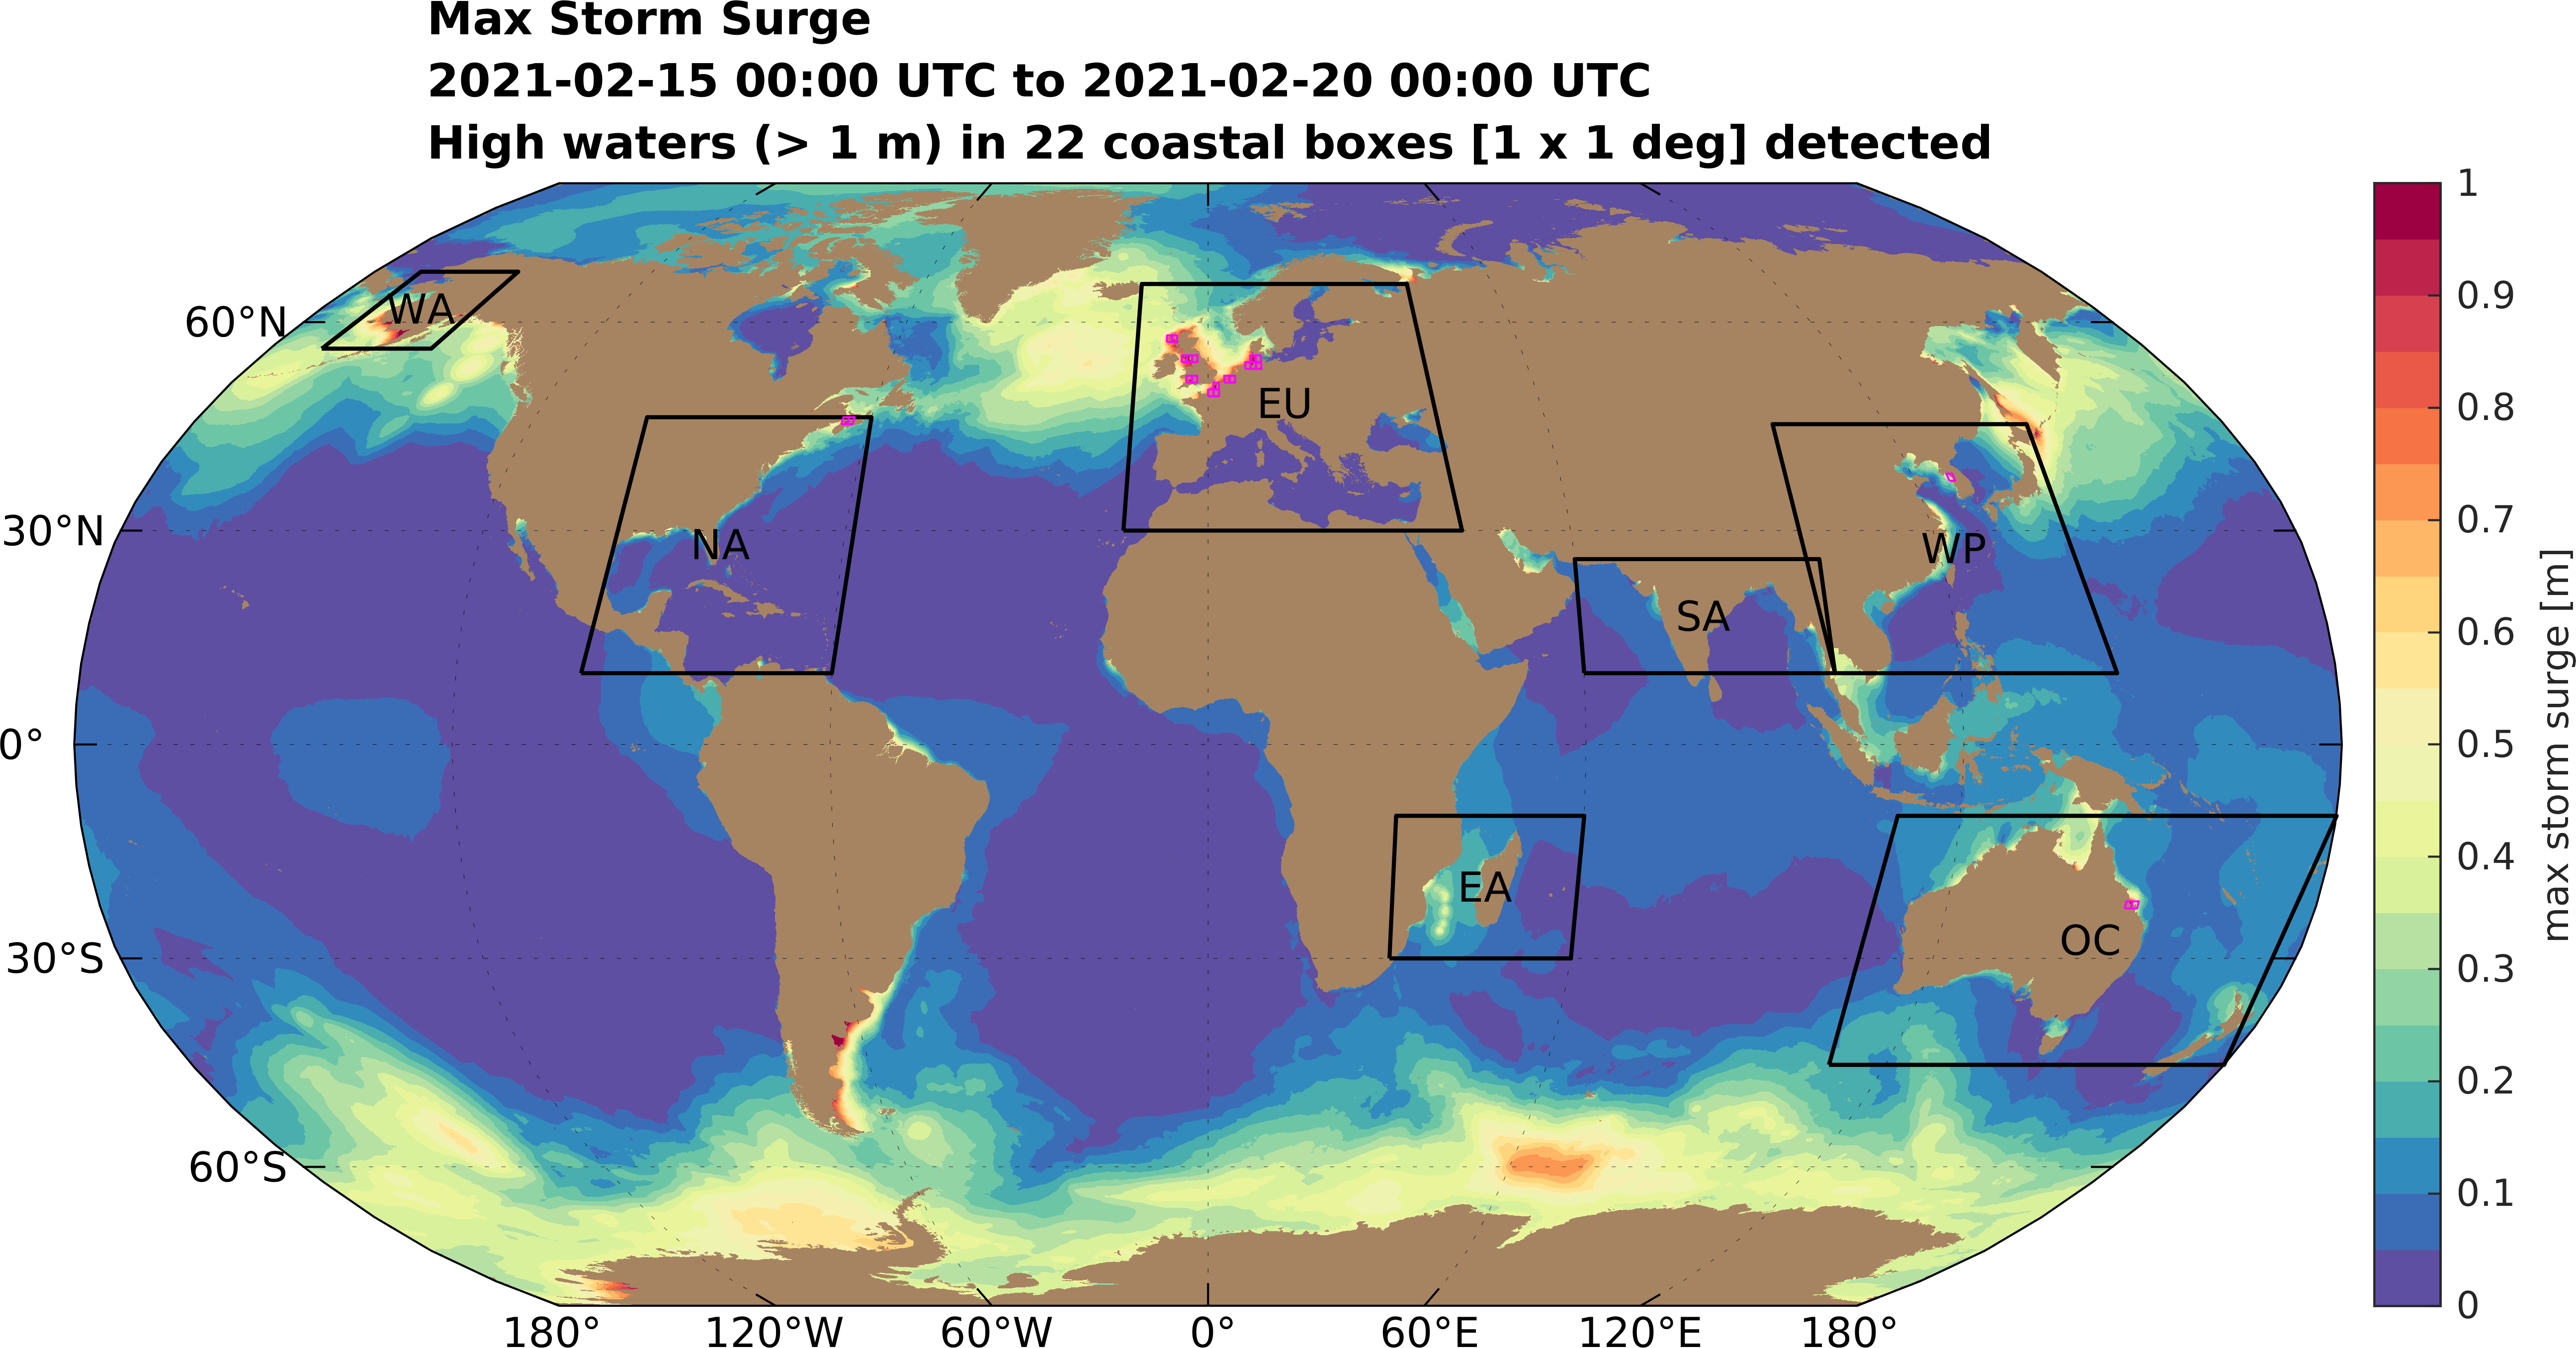 Max Storm Surge
2021-02-15 00:00 UTC to 2021-02-20 00:00 UTC
High waters (> 1 m) in 22 coastal boxes [1 x 1 deg] detected
60°N
30°N
0°
30°S
60°S
WA
NA
EU
SA
WP
EA
OC
180°
120°W
60°W
0°
60°E
120°E
180°
1
0.9
0.8
0.7
0.6
0.5
0.4
0.3
0.2
0.1
0
max storm surge [m]